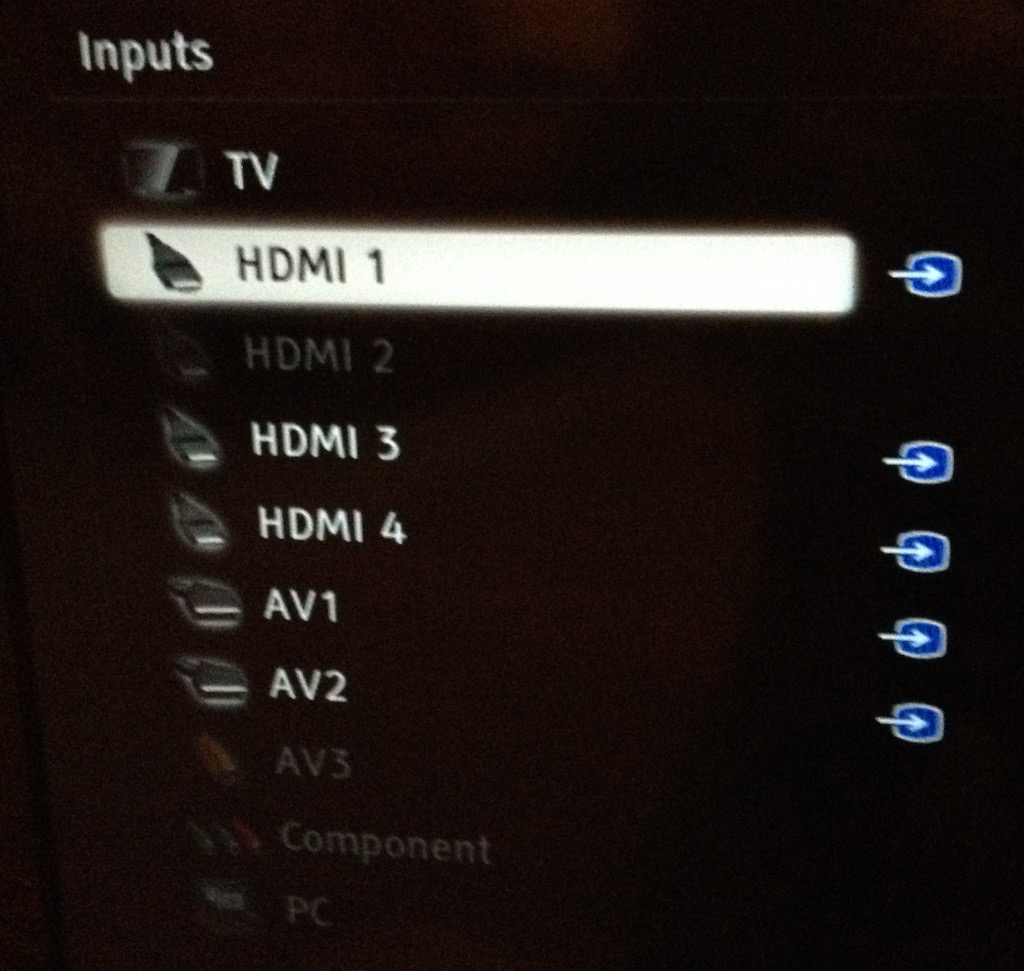 Inputs
TV
HDMI 1
HDMI 2
HDMI 3
HDMI 4
AV1
AV2
AV3
Component
PC